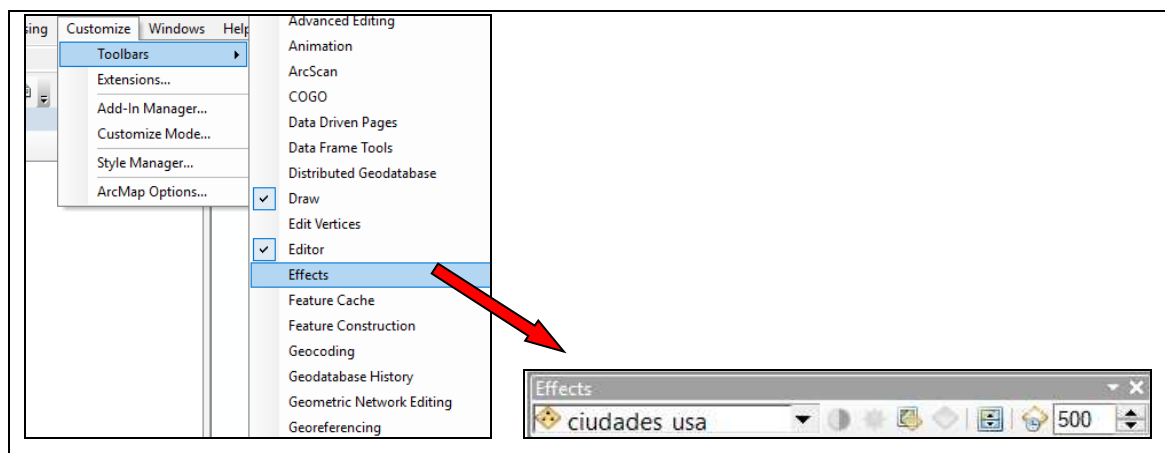 sing Customize Windows Help
Toolbars
Extensions...
Add-In Manager...
Customize Mode...
Style Manager...
ArcMap Options...
Advanced Editing
Animation
ArcScan
COGO
Data Driven Pages
Data Frame Tools
Distributed Geodatabase
Draw
Edit Vertices
Editor
Effects
Feature Cache
Feature Construction
Geocoding
Geodatabase History
Geometric Network Editing
Georeferencing
Effects
ciudades usa 500